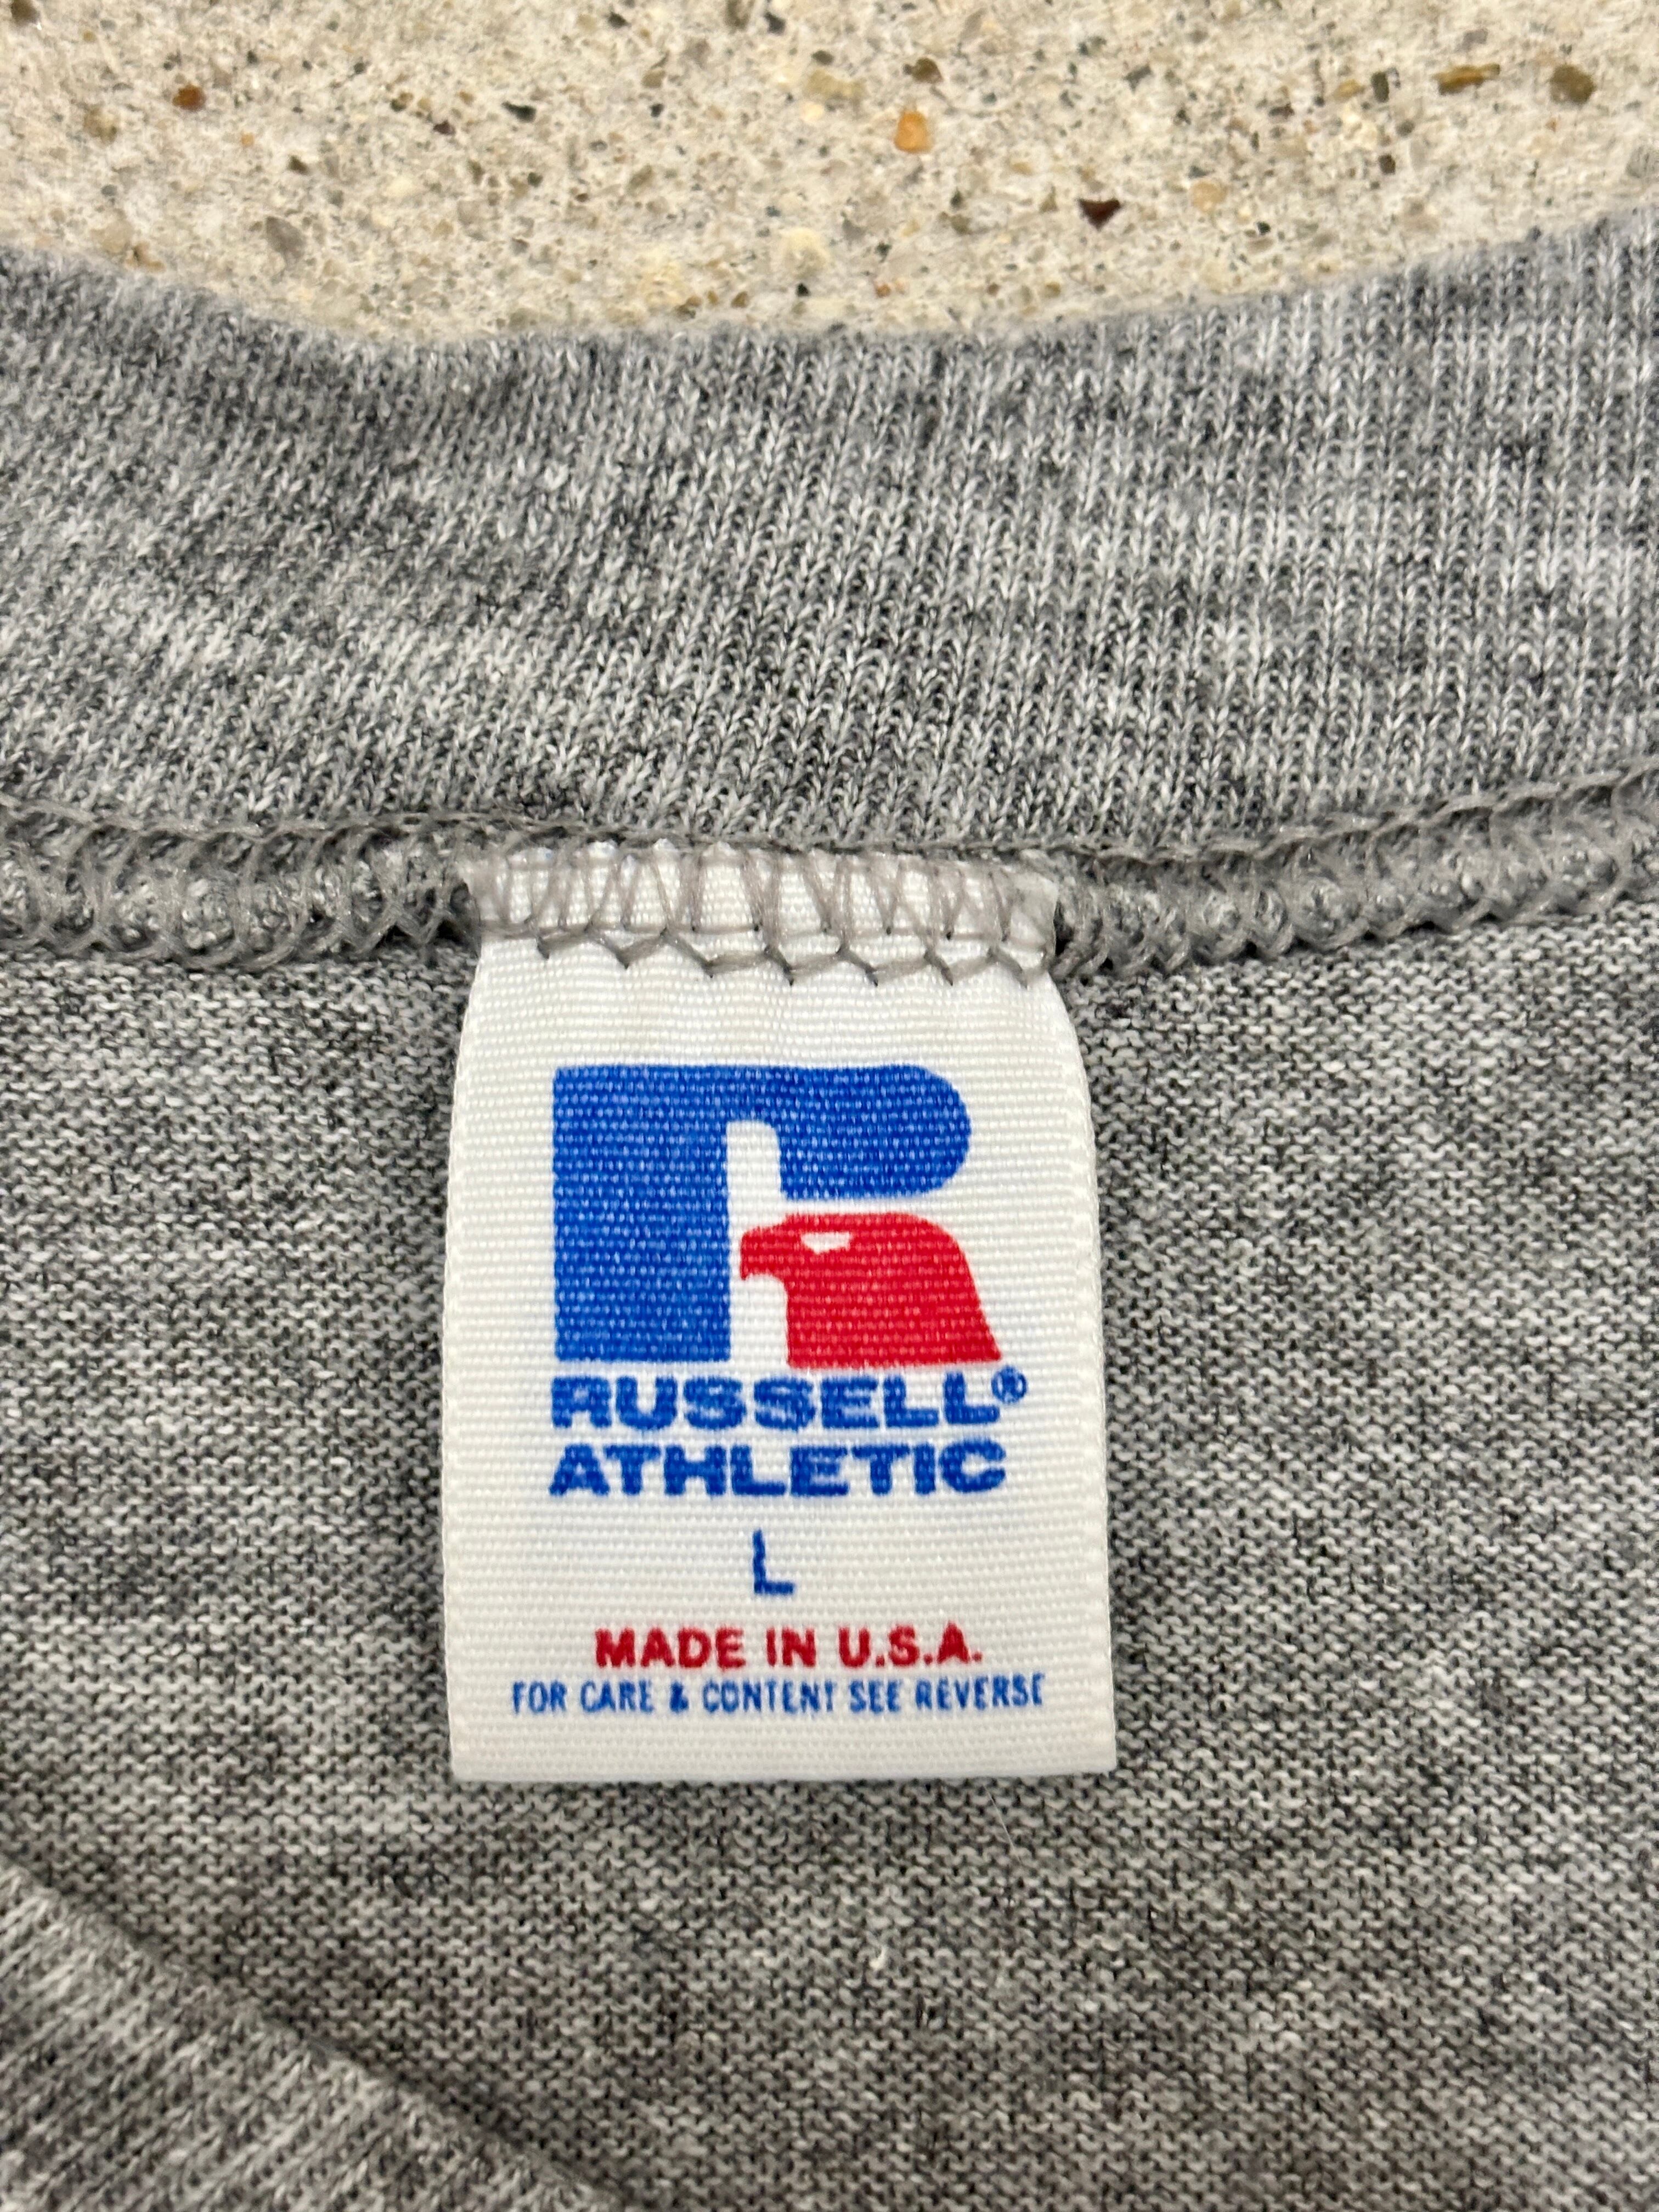 RUSSELL®
ATHLETIC
L
MADE IN U.S.A.
FOR CARE & CONTENT SEE REVERSE